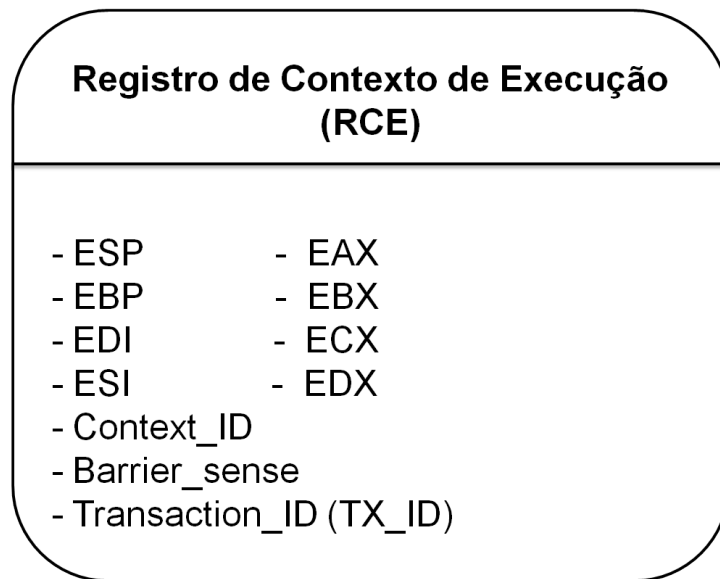 Registro de Contexto de Execução
(RCE)
- ESP - EAX
- EBP - EBX
- EDI - ECX
- ESI - EDX
- Context_ID
- Barrier_sense
- Transaction_ID (TX_ID)